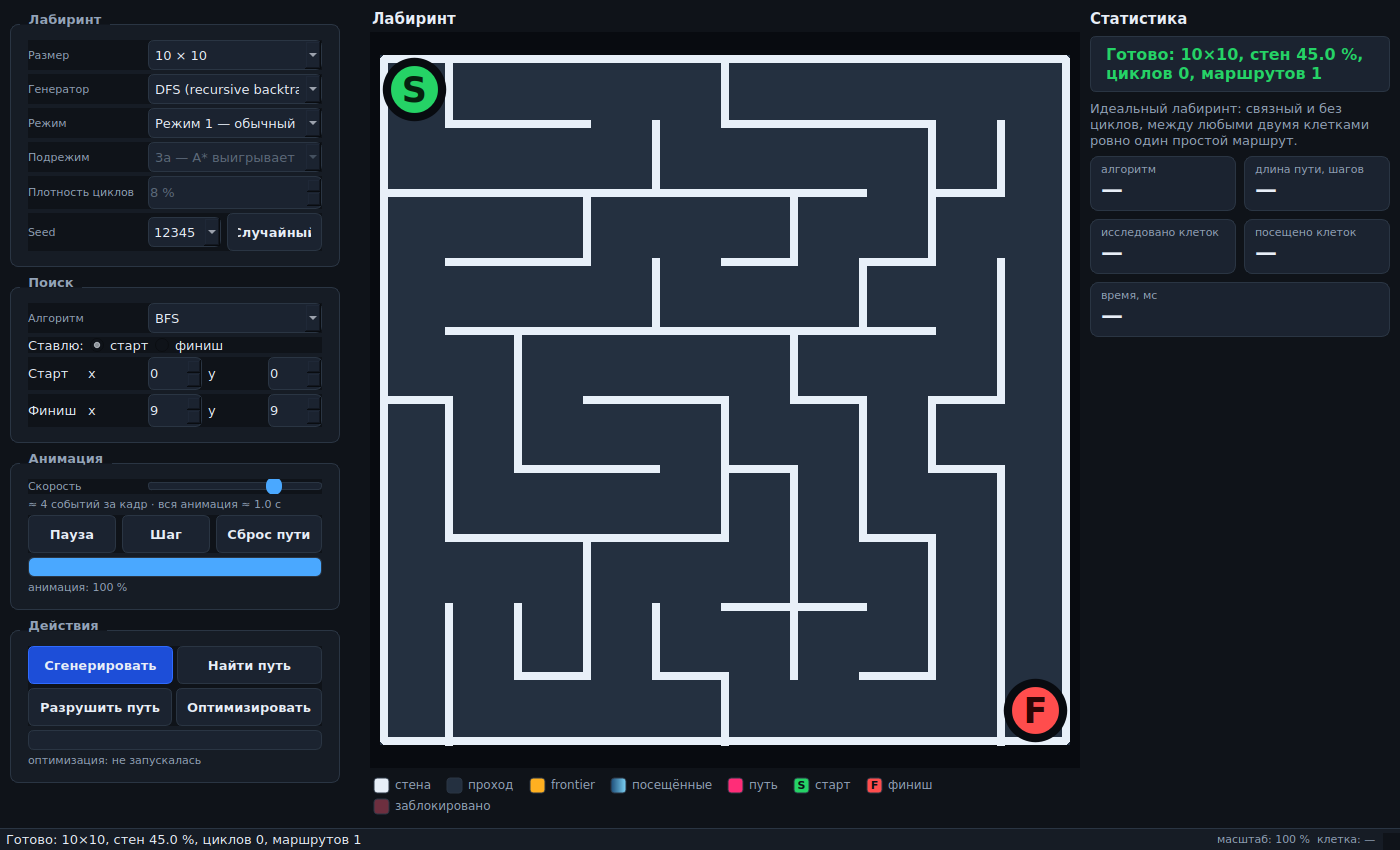 Лабиринт
Размер
10 × 10
Генератор
DFS (recursive backtra
Режим
Режим 1 — обычный
Подрежим
3a — A* выигрывает
Плотность циклов
8 %
Seed
12345
Случайный
Поиск
Алгоритм
BFS
Ставлю: старт финиш
Старт x 0 y 0
Финиш x 9 y 9
Анимация
Скорость
≈ 4 событий за кадр · вся анимация ≈ 1.0 с
Пауза Шаг Сброс пути
анимация: 100 %
Действия
Сгенерировать Найти путь
Разрушить путь Оптимизировать
оптимизация: не запускалась
Лабиринт
S
F
стена проход frontier посещённые путь S старт F финиш
заблокировано
Статистика
Готово: 10×10, стен 45.0 %,
циклов 0, маршрутов 1
Идеальный лабиринт: связный и без
циклов, между любыми двумя клетками
ровно один простой маршрут.
алгоритм
—
длина пути, шагов
—
исследовано клеток
—
посещено клеток
—
время, мс
—
Готово: 10×10, стен 45.0 %, циклов 0, маршрутов 1
масштаб: 100 % клетка: —